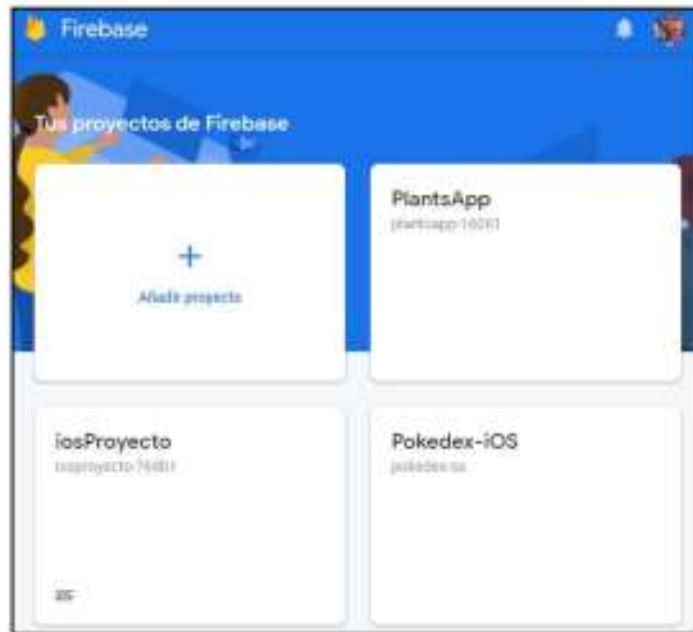 Firebase
Tus proyectos de Firebase
Añadir proyecto
PlantsApp
iosProyecto
Pokedex-iOS